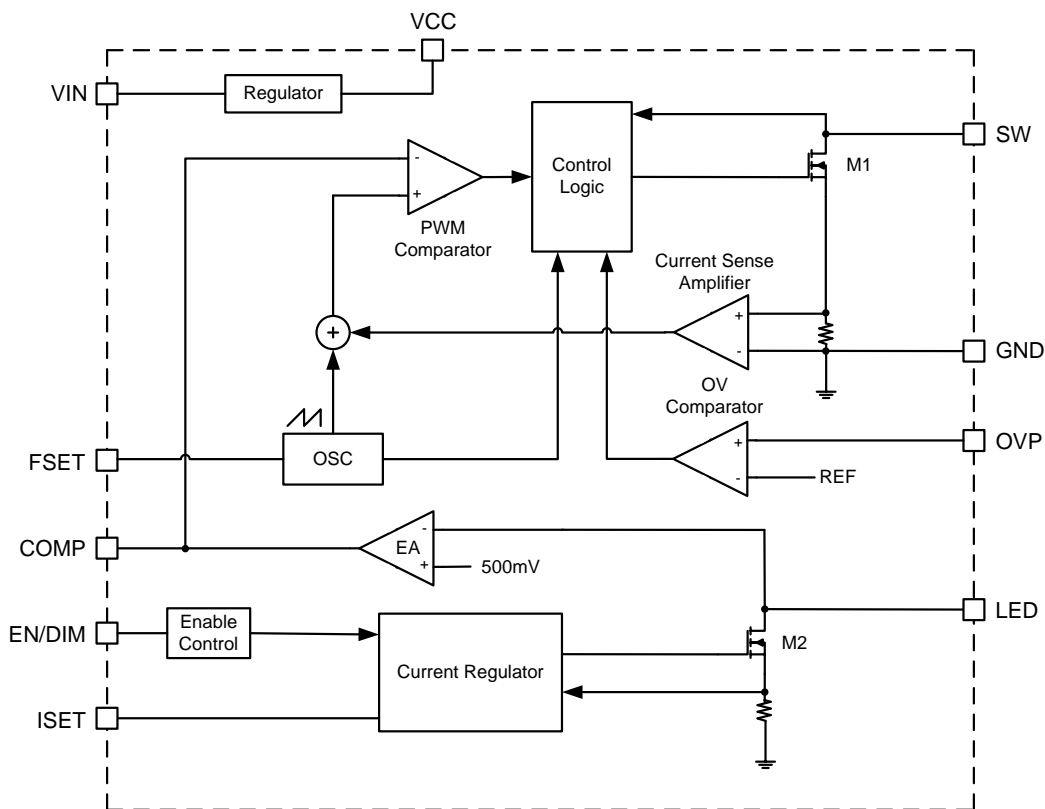 VCC
VIN
Regulator
SW
Control
Logic
M1
-
+
PWM
Comparator
Current Sense
Amplifier
+
-
+
GND
OV
Comparator
FSET
OSC
+
-
REF
OVP
COMP
EA
-
+
500mV
LED
EN/DIM
Enable
Control
M2
Current Regulator
ISET